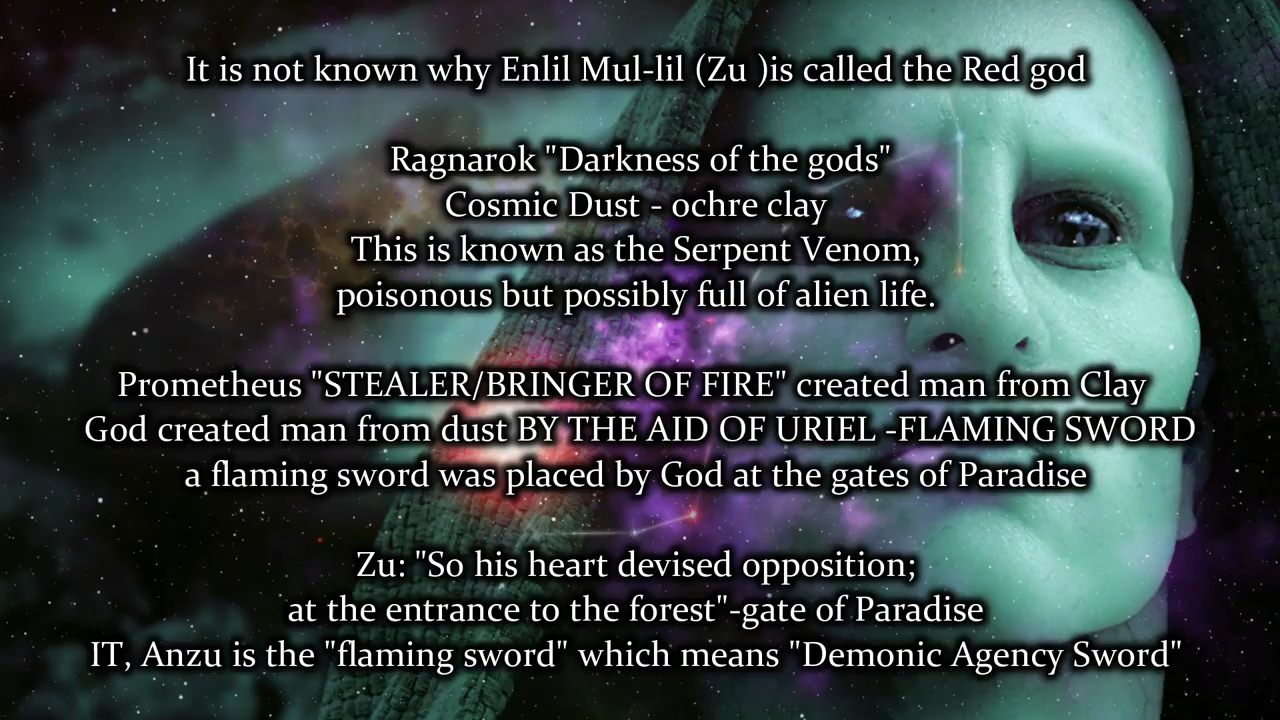 It is not known why Enlil Mul-lil (Zu )is called the Red god
Ragnarok "Darkness of the gods"
Cosmic Dust - ochre clay
This is known as the Serpent Venom,
poisonous but possibly full of alien life.
Prometheus "STEALER/BRINGER OF FIRE" created man from Clay
God created man from dust BY THE AID OF URIEL -FLAMING SWORD
a flaming sword was placed by God at the gates of Paradise
Zu: "So his heart devised opposition;
at the entrance to the forest"-gate of Paradise
IT, Anzu is the "flaming sword" which means "Demonic Agency Sword"